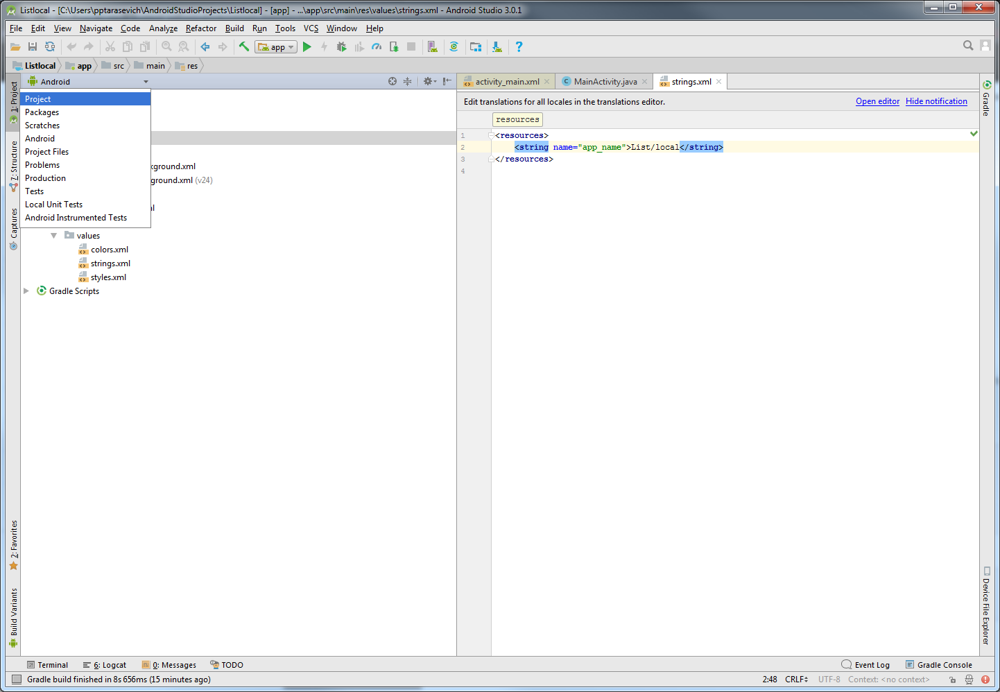 Listlocal - [C:\Users\pptarasevich\AndroidStudioProjects\Listlocal] - [app] - ...\app\src\main\res\values\strings.xml - Android Studio 3.0.1
File Edit View Navigate Code Analyze Refactor Build Run Tools VCS Window Help
app
Listlocal app src main res
Android
activity_main.xml MainActivity.java strings.xml
Project
Packages
Scratches
Android
Project Files
Problems
Production
Tests
Local Unit Tests
Android Instrumented Tests
kground.xml
ground.xml (v24)
values
colors.xml
strings.xml
styles.xml
Gradle Scripts
Edit translations for all locales in the translations editor. Open editor Hide notification
resources
1 <resources>
2 <string name="app_name">List/local</string>
3 </resources>
4
1: Project
7: Structure
Captures
2: Favorites
Build Variants
Gradle
Device File Explorer
Terminal 6: Logcat 0: Messages TODO Event Log Gradle Console
Gradle build finished in 8s 656ms (15 minutes ago) 2:48 CRLF UTF-8 Context: <no context>